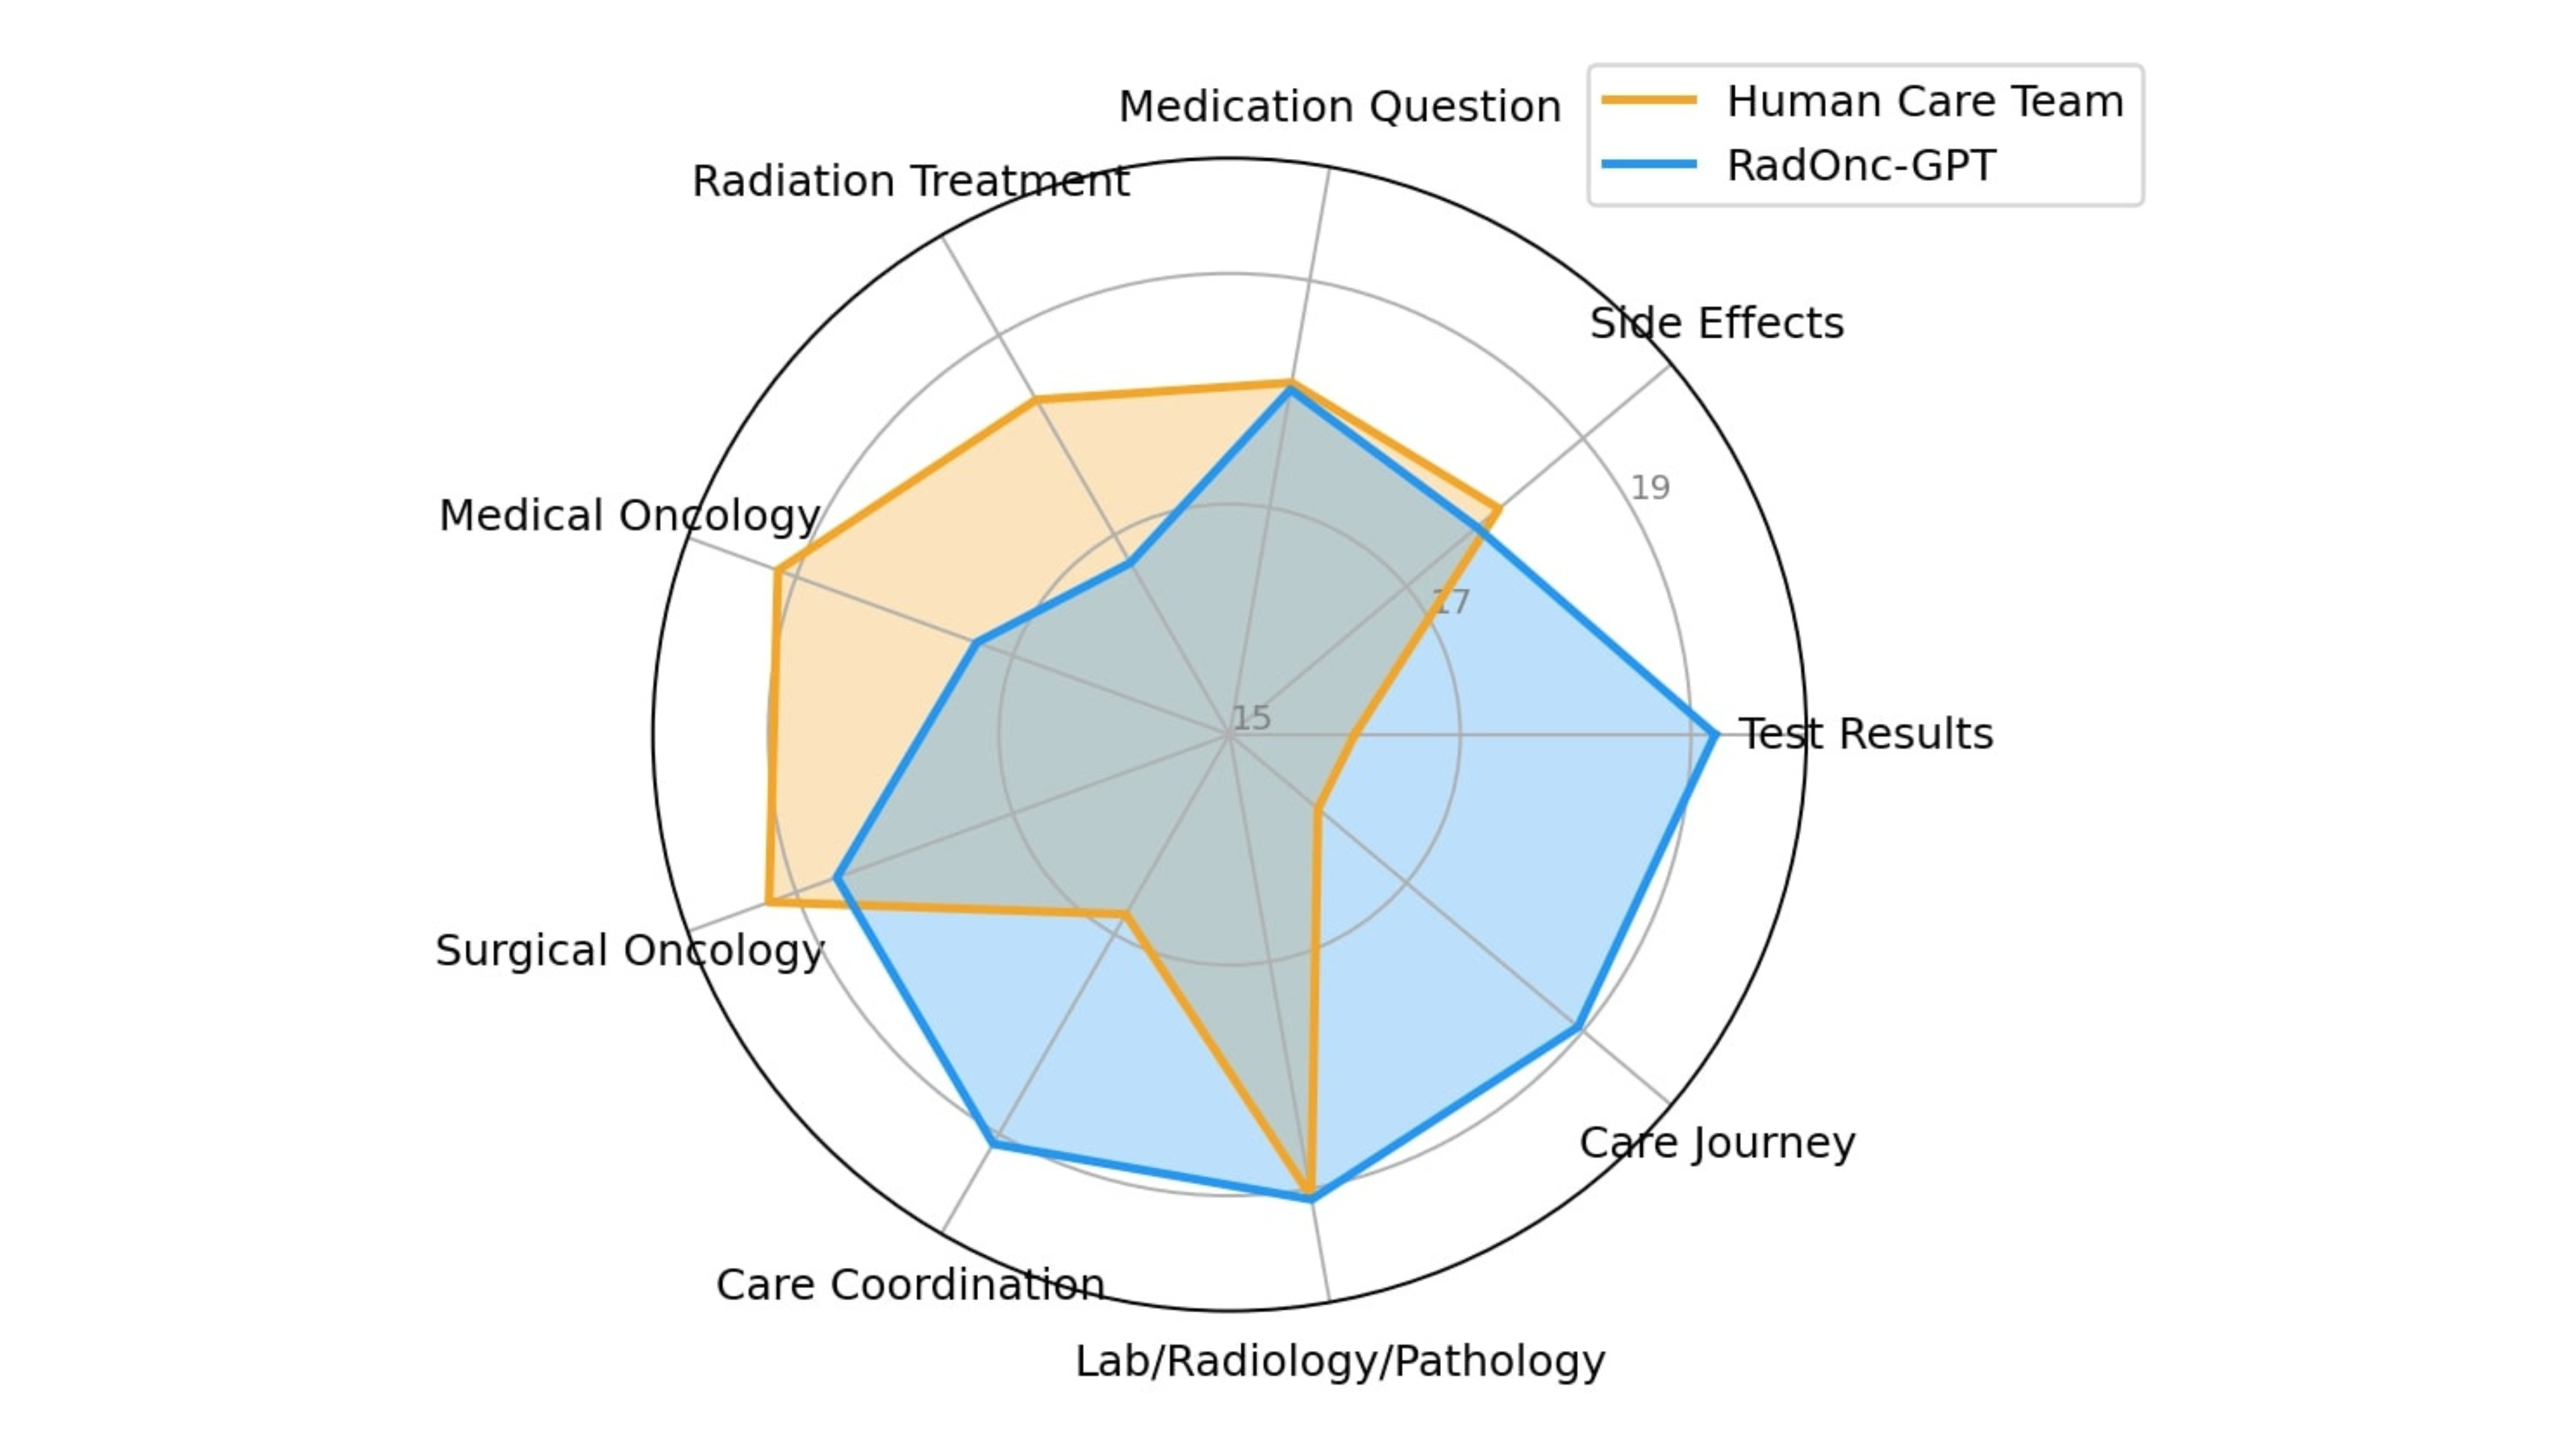 Medication Question
Human Care Team
RadOnc-GPT
Radiation Treatment
Side Effects
19
Medical Oncology
17
15
Test Results
Surgical Oncology
Care Journey
Care Coordination
Lab/Radiology/Pathology